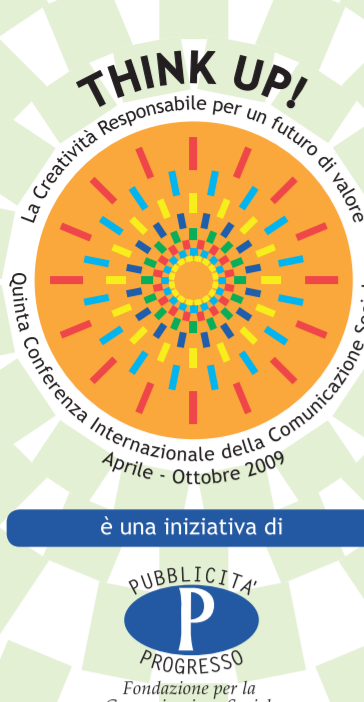 THINK UP!
La Creatività Responsabile per un futuro di valore
Quinta Conferenza Internazionale della Comunicazione
Aprile - Ottobre 2009
è una iniziativa di
PUBBLICITA'
P
PROGRESSO
Fondazione per la